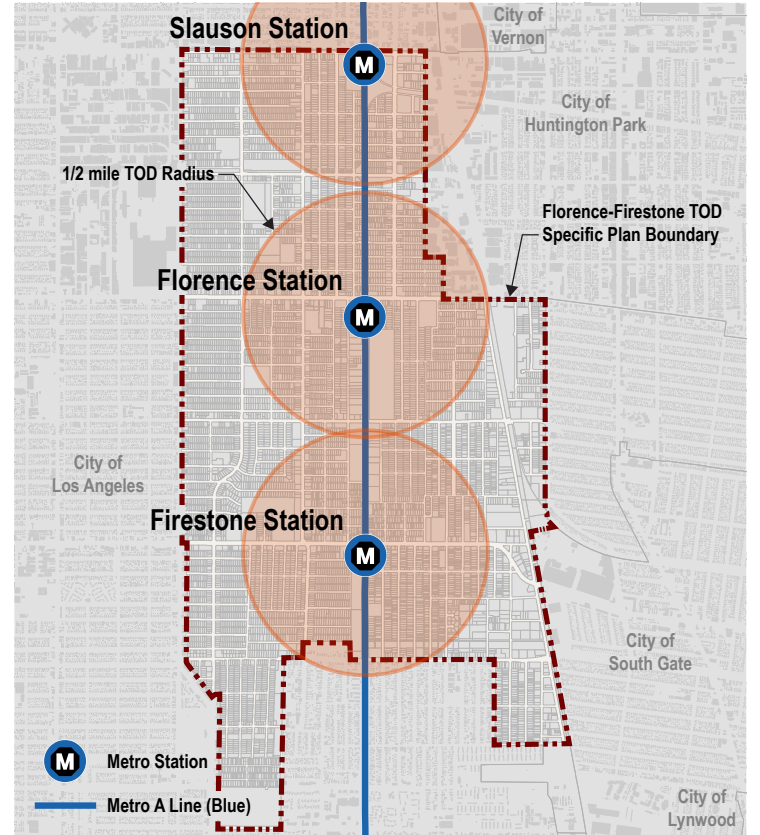 City of
Vernon
Slauson Station
M
City of
Huntington Park
1/2 mile TOD Radius
Florence-Firestone TOD
Specific Plan Boundary
Florence Station
M
City of
Los Angeles
Firestone Station
M
City of
South Gate
M Metro Station
Metro A Line (Blue)
City of
Lynwood